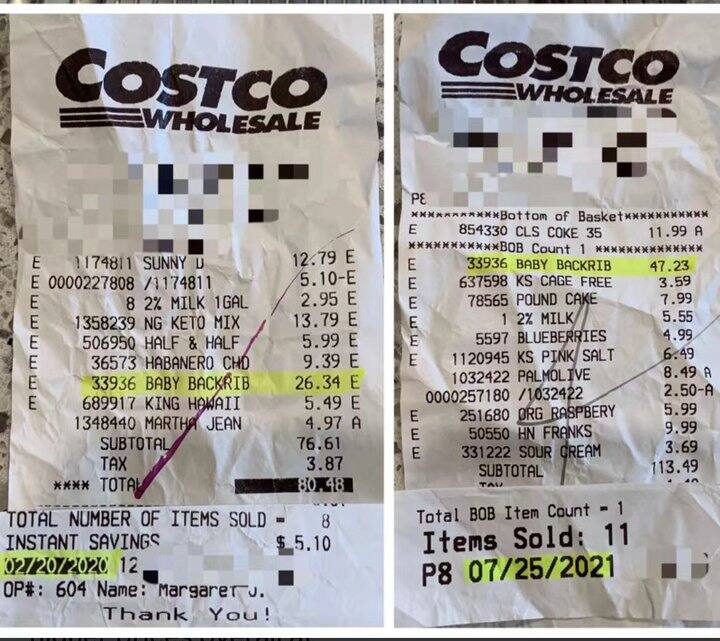 COSTCO
WHOLESALE
E 1174811 SUNNY D 12.79 E
E 0000227808 /1174811 5.10-E
E 8 2% MILK 1GAL 2.95 E
E 1358239 NG KETO MIX 13.79 E
E 506950 HALF & HALF 5.99 E
E 36573 HABANERO CHD 9.39 E
E 33936 BABY BACKRIB 26.34 E
E 689917 KING HAWAII 5.49 E
1348440 MARTHA JEAN 4.97 A
SUBTOTAL 76.61
TAX 3.87
**** TOTAL 80.48
TOTAL NUMBER OF ITEMS SOLD = 8
INSTANT SAVINGS $ 5.10
02/20/2020 12
OP#: 604 Name: Margaret J.
Thank You!
COSTCO
WHOLESALE
P8
***********Bottom of Basket***********
E 854330 CLS COKE 35 11.99 A
***********BOB Count 1 ***********
E 33936 BABY BACKRIB 47.23
E 637598 KS CAGE FREE 3.59
E 78565 POUND CAKE 7.99
E 1 2% MILK 5.55
E 5597 BLUEBERRIES 4.99
E 1120945 KS PINK SALT 6.49
1032422 PALMOLIVE 8.49 A
0000257180 /1032422 2.50-A
E 251680 ORG RASPBERY 5.99
E 50550 HN FRANKS 9.99
E 331222 SOUR CREAM 3.69
SUBTOTAL 113.49
TAX
Total BOB Item Count = 1
Items Sold: 11
P8 07/25/2021